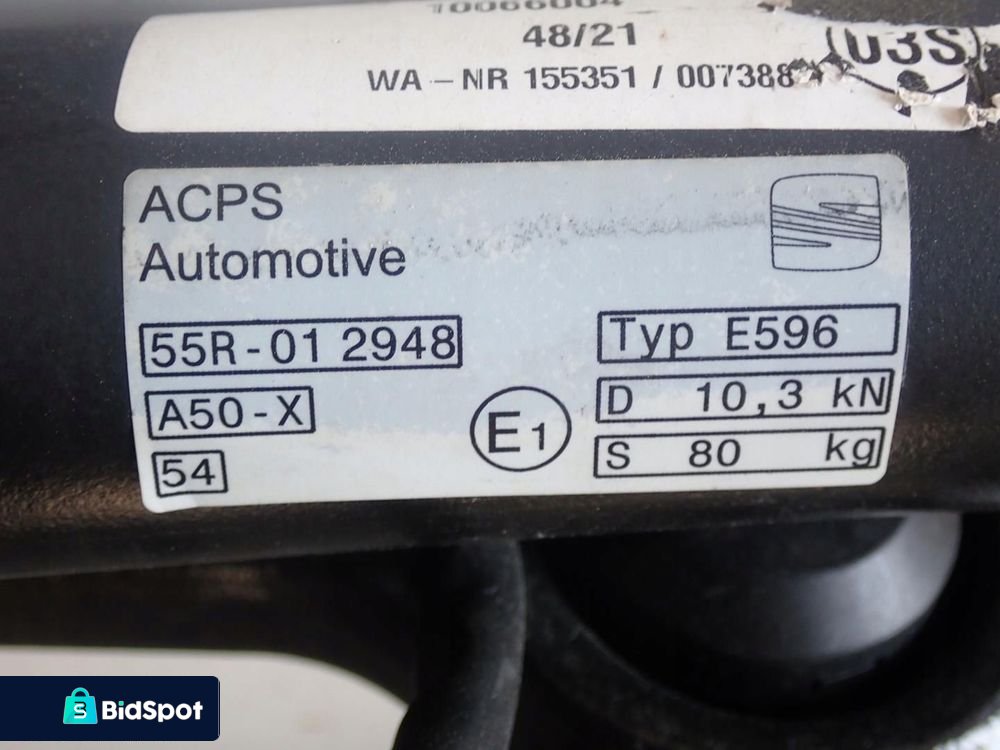 48/21
WA – NR 155351 / 007388
03S
ACPS
Automotive
55R-01 2948
Typ E596
A50-X
E1
D 10,3 kN
54
S 80 kg
BidSpot